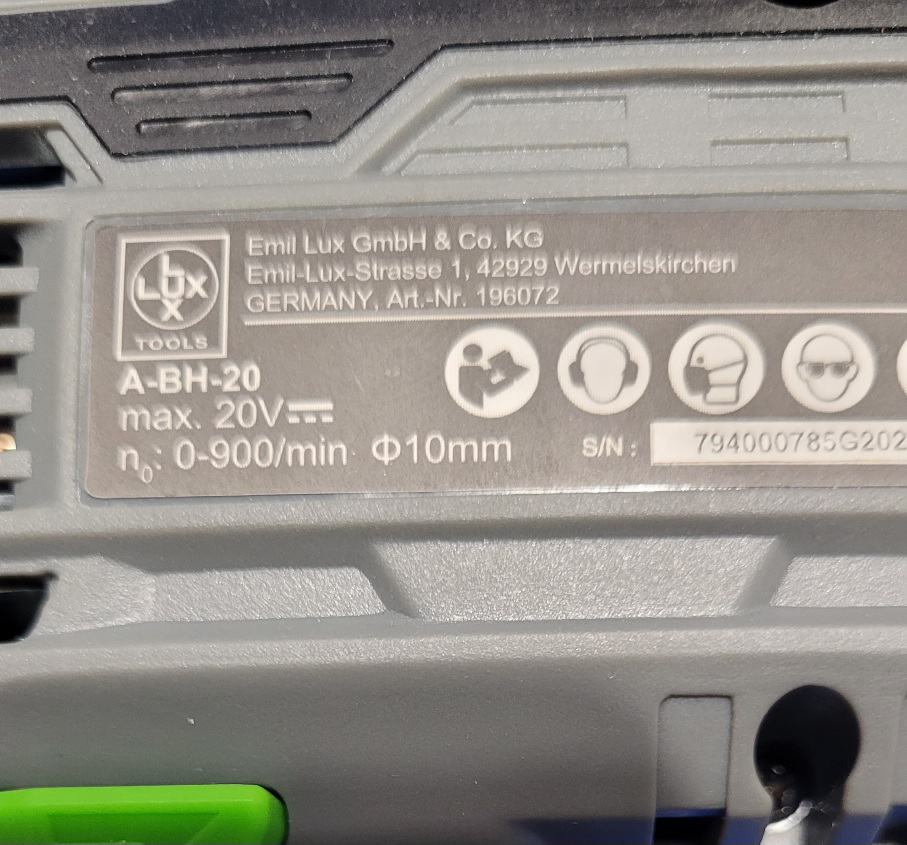 LUX
TOOLS
Emil Lux GmbH & Co. KG
Emil-Lux-Strasse 1, 42929 Wermelskirchen
GERMANY, Art.-Nr. 196072
A-BH-20
max. 20V⎓
n₀: 0-900/min Φ10mm
S/N : 794000785G202